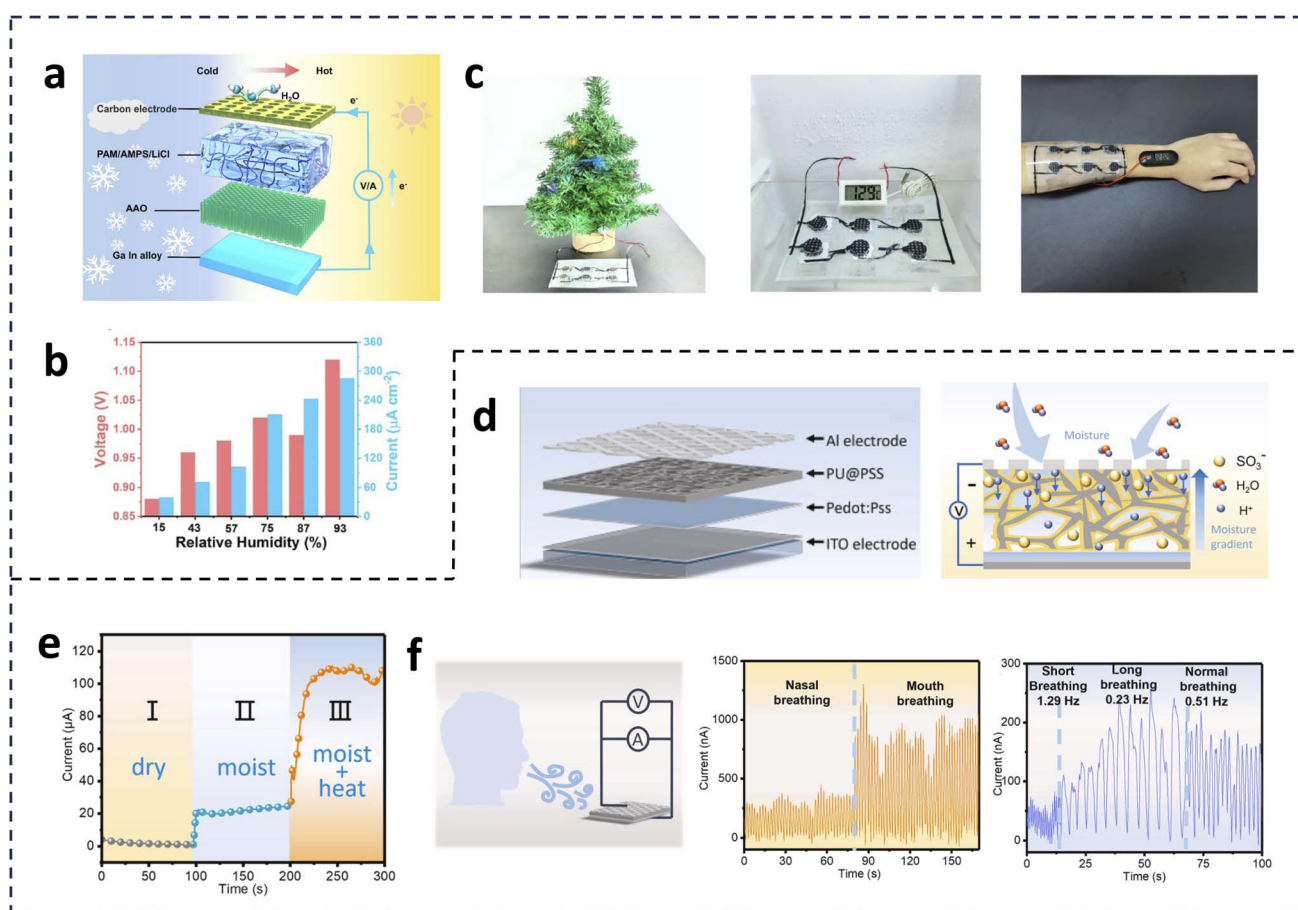 a
Cold
Hot
H₂O
e⁻
Carbon electrode
PAM/AMPS/LiCl
V/A
e⁻
AAO
Ga In alloy
c
12.9
b
Voltage (V)
1.15
1.10
1.05
1.00
0.95
0.90
0.85
360
300
240
180
120
60
0
Current (µA cm⁻²)
15 43 57 75 87 93
Relative Humidity (%)
d
Al electrode
PU@PSS
Pedot:Pss
ITO electrode
Moisture
-
V
+
SO₃⁻
H₂O
H⁺
Moisture
gradient
e
Current (µA)
120
100
80
60
40
20
0
I
II
III
dry
moist
moist
+
heat
0 50 100 150 200 250 300
Time (s)
f
V
A
Current (nA)
1500
1000
500
0
Nasal breathing
Mouth
breathing
0 30 60 90 120 150
Time (s)
Current (nA)
300
200
100
0
Short
Breathing
1.29 Hz
Long
breathing
0.23 Hz
Normal breathing
0.51 Hz
0 25 50 75 100
Time (s)